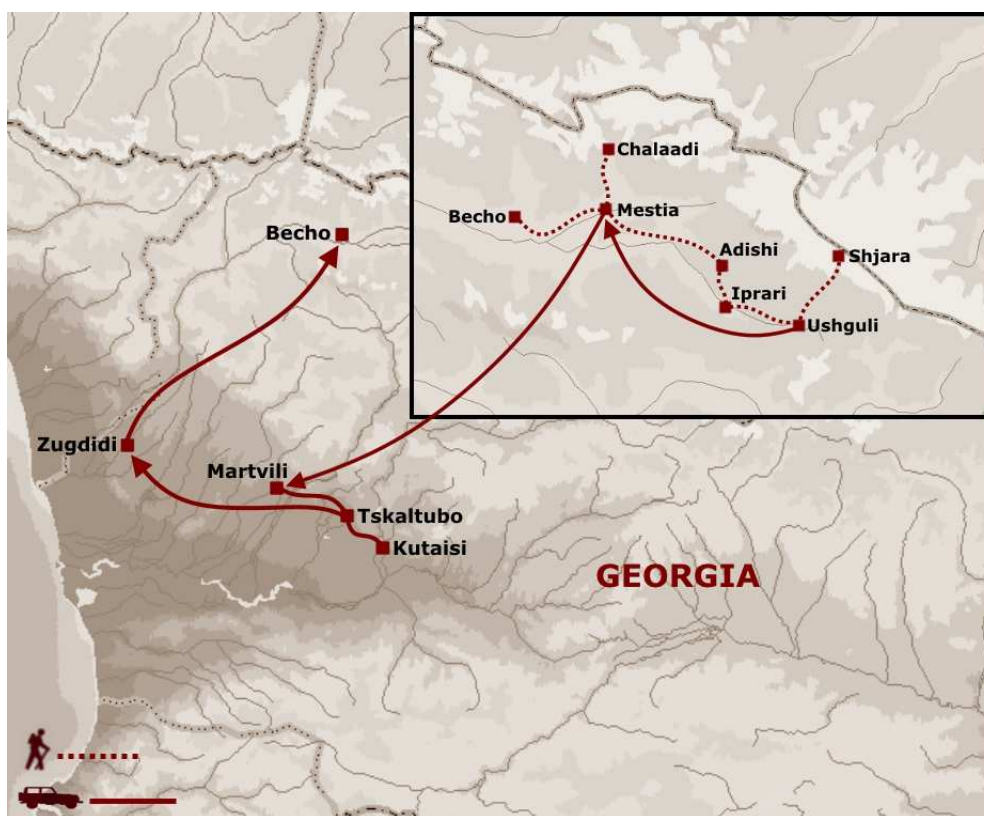 Chalaadi
Becho
Mestia
Adishi
Shjara
Iprari
Ushguli
Becho
Zugdidi
Martvili
Tskaltubo
Kutaisi
GEORGIA